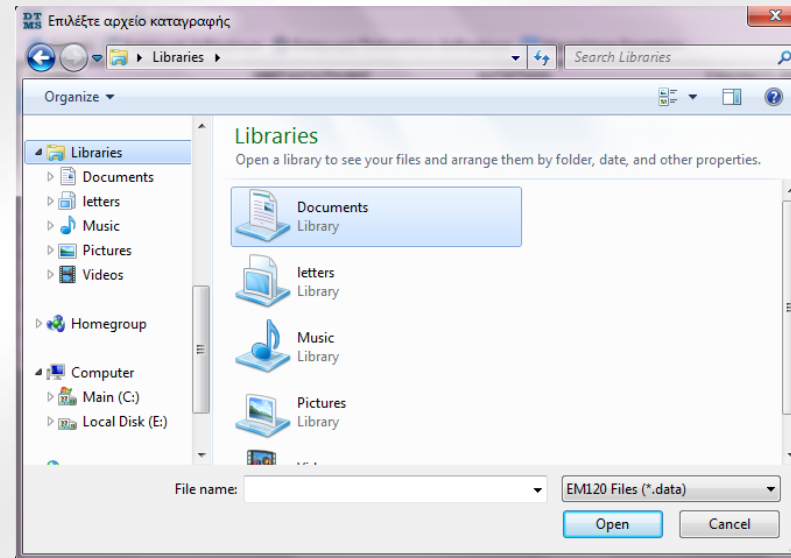 DT
MS Επιλέξτε αρχείο καταγραφής
Libraries
Search Libraries
Organize
Libraries
Documents
letters
Music
Pictures
Videos
Homegroup
Computer
Main (C:)
Local Disk (E:)
Libraries
Open a library to see your files and arrange them by folder, date, and other properties.
Documents
Library
letters
Library
Music
Library
Pictures
Library
File name:
EM120 Files (*.data)
Open
Cancel